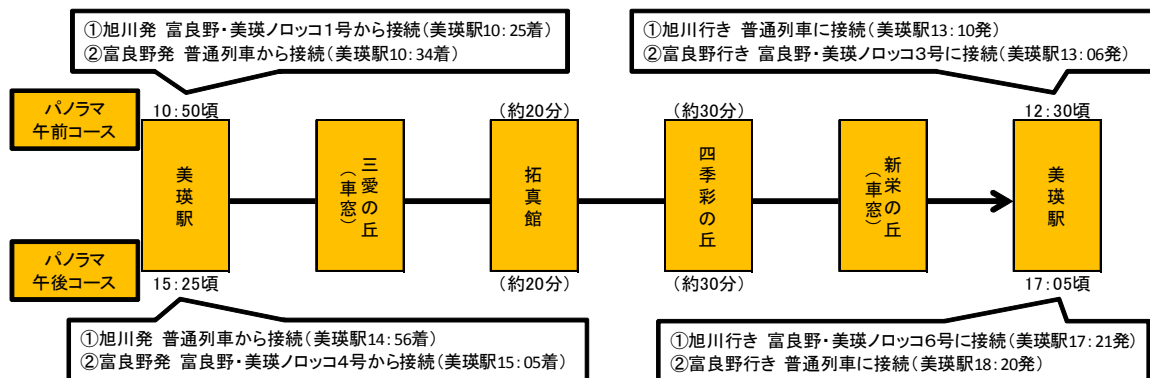 ①旭川発 富良野・美瑛ノロッコ1号から接続(美瑛駅10:25着)
②富良野発 普通列車から接続(美瑛駅10:34着)
①旭川行き 普通列車に接続(美瑛駅13:10発)
②富良野行き 富良野・美瑛ノロッコ3号に接続(美瑛駅13:06発)
パノラマ
午前コース
10:50頃
(約20分)
(約30分)
12:30頃
美瑛駅
三愛の丘
(車窓)
拓真館
四季彩の丘
新栄の丘
(車窓)
美瑛駅
パノラマ
午後コース
15:25頃
(約20分)
(約30分)
17:05頃
①旭川発 普通列車から接続(美瑛駅14:56着)
②富良野発 富良野・美瑛ノロッコ4号から接続(美瑛駅15:05着)
①旭川行き 富良野・美瑛ノロッコ6号に接続(美瑛駅17:21発)
②富良野行き 普通列車に接続(美瑛駅18:20発)